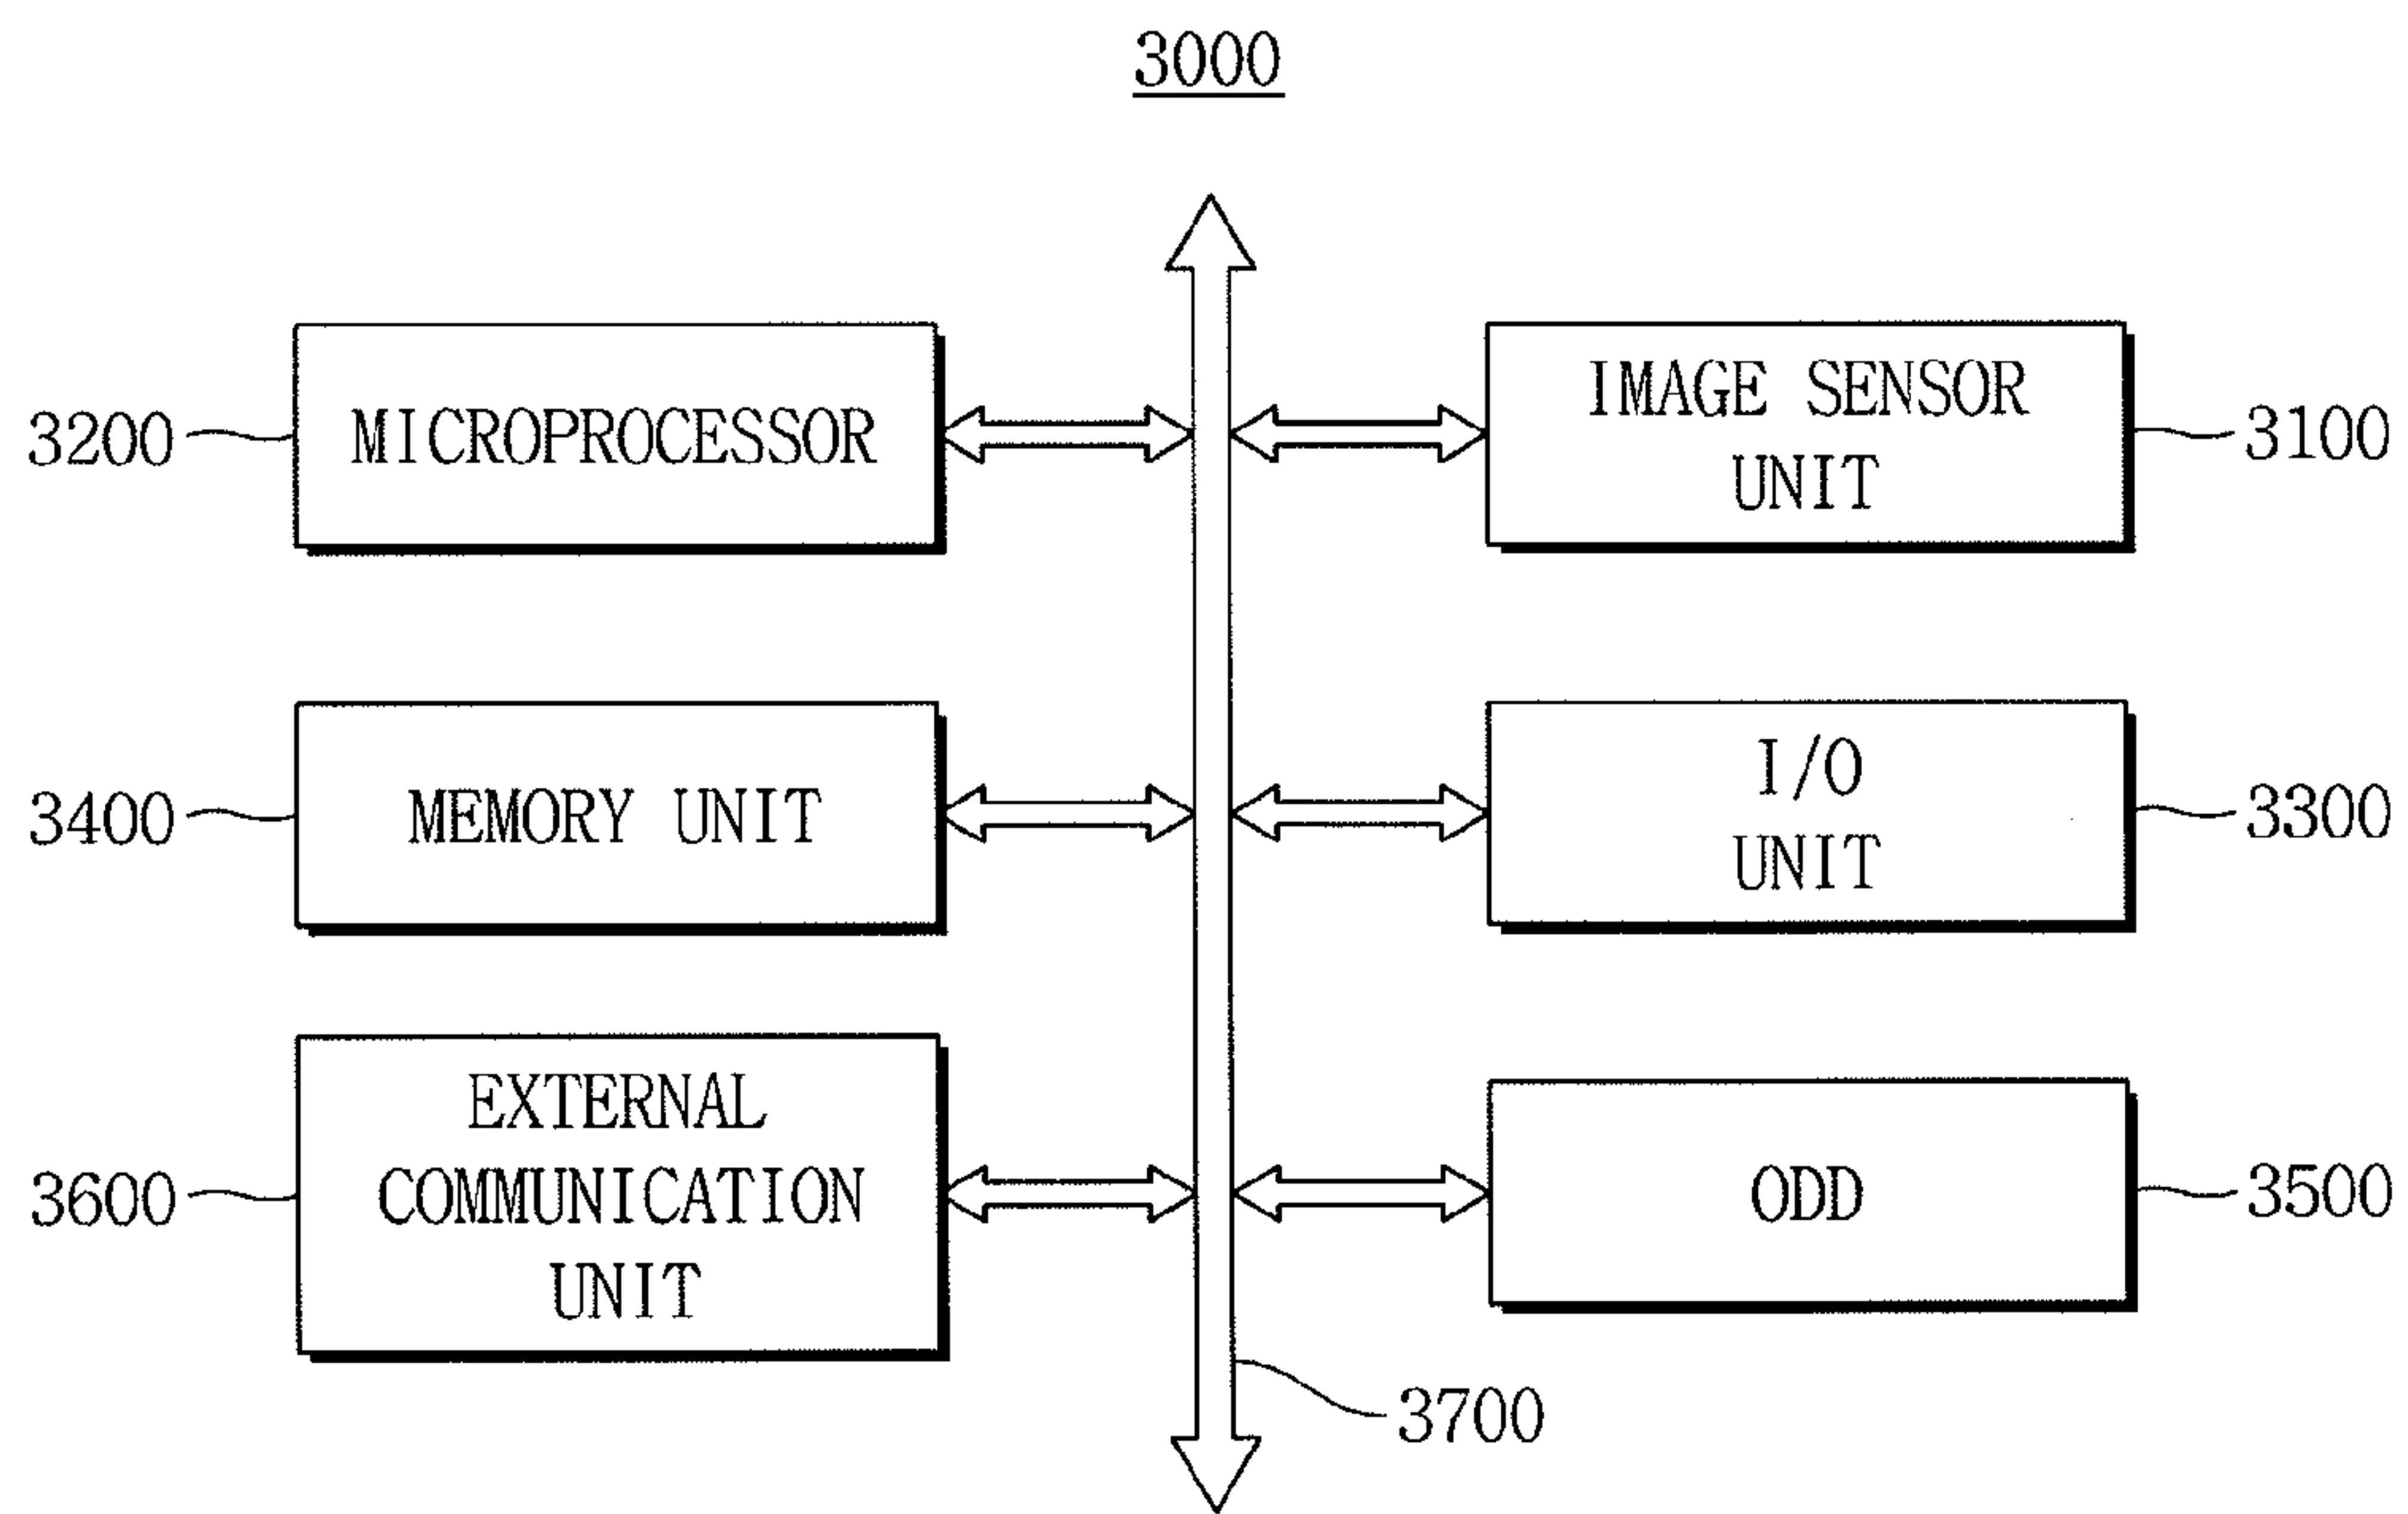 3000
3200
MICROPROCESSOR
IMAGE SENSOR
UNIT
3100
3400
MEMORY UNIT
I/O
UNIT
3300
3600
EXTERNAL
COMMUNICATION
UNIT
ODD
3500
3700